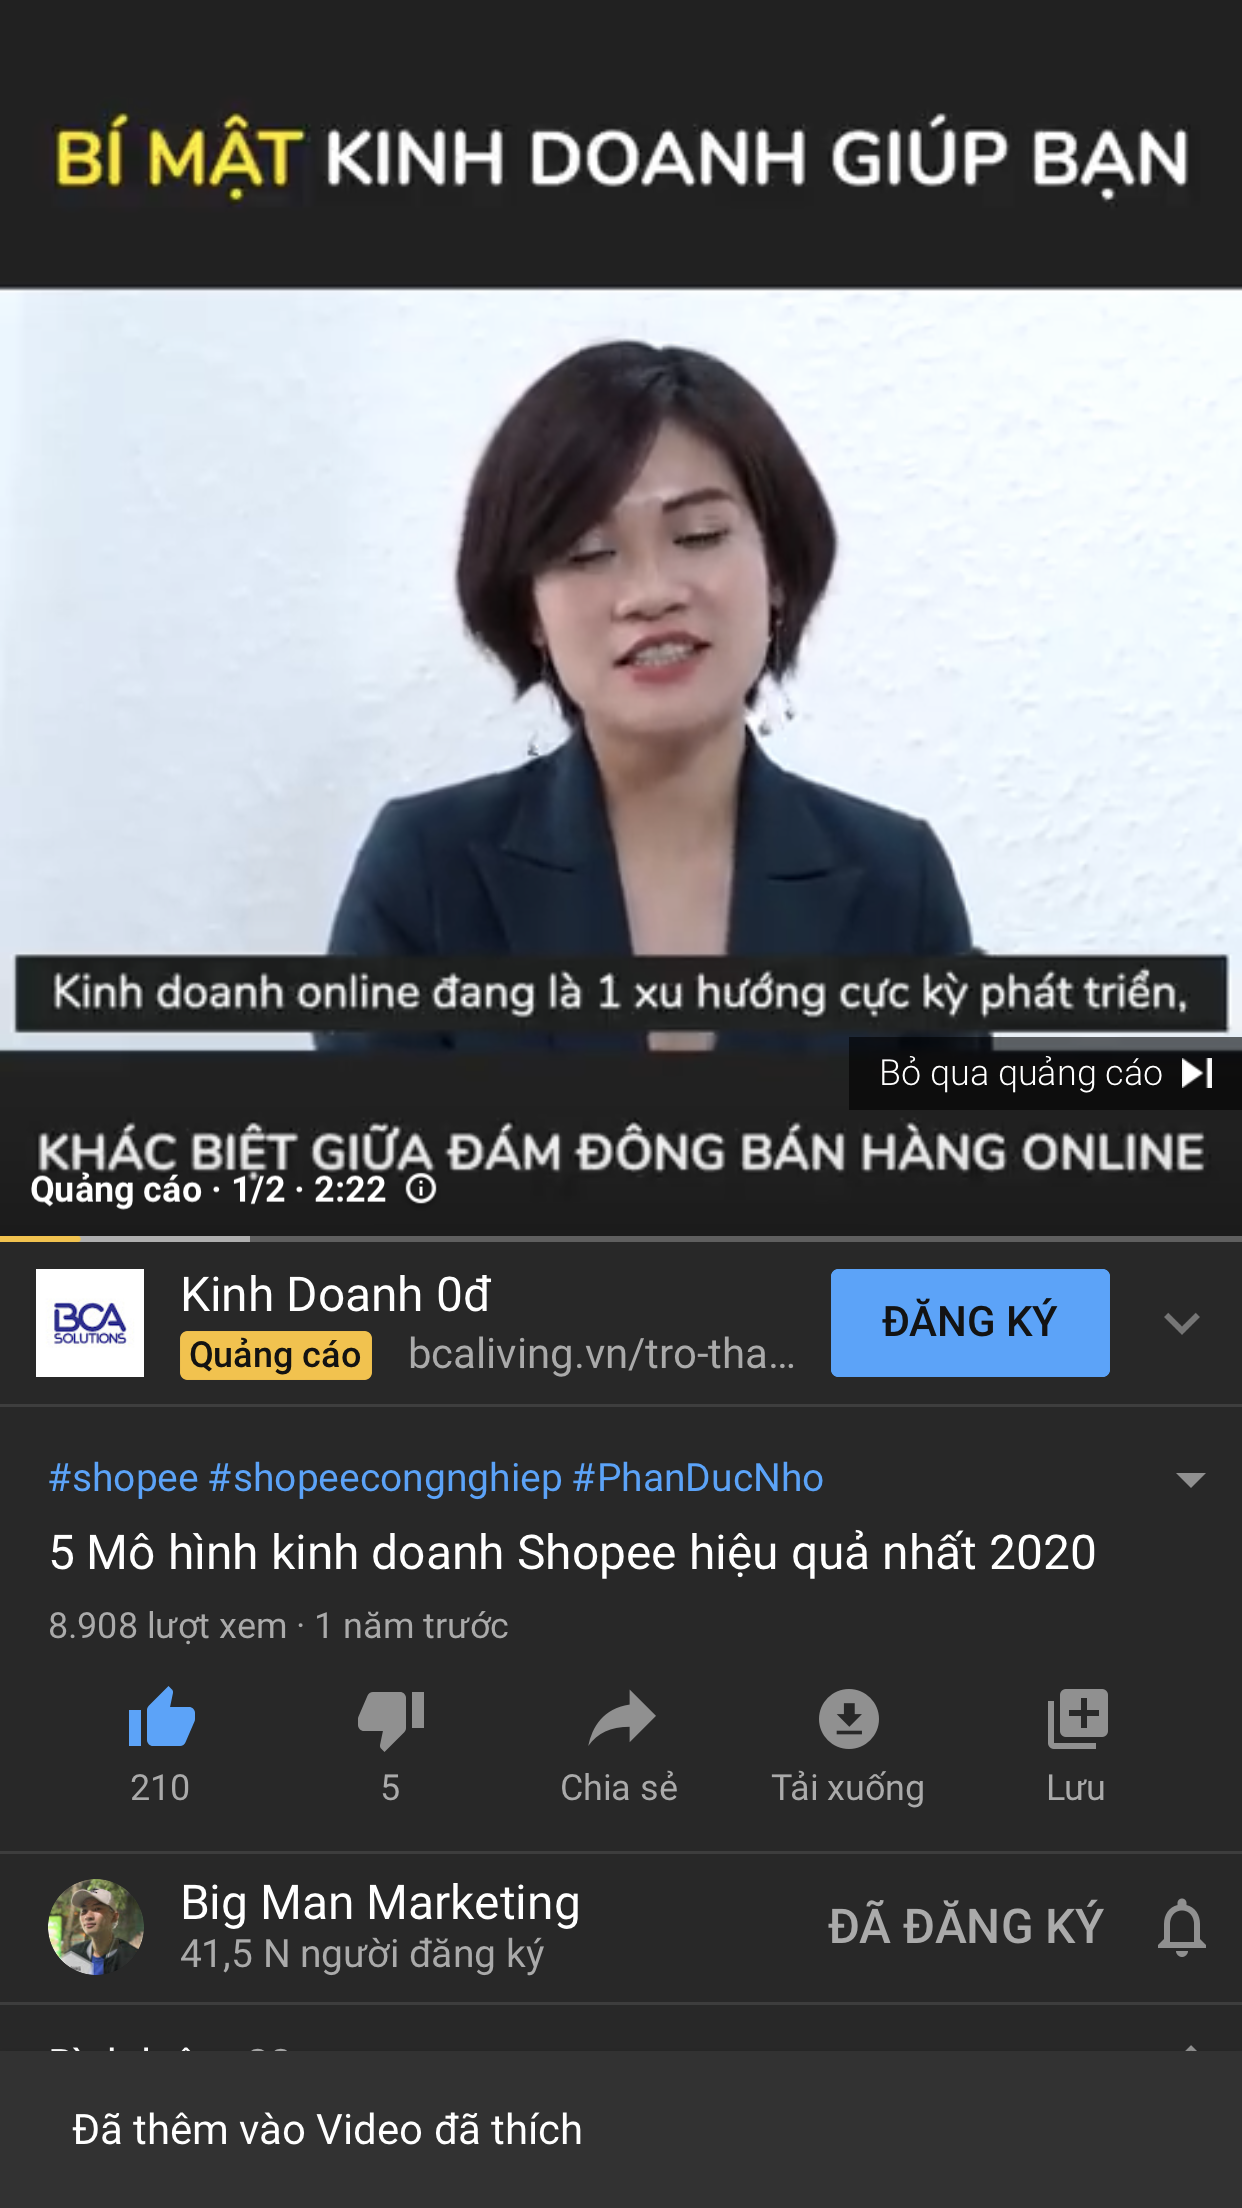 BÍ MẬT KINH DOANH GIÚP BẠN
Kinh doanh online đang là 1 xu hướng cực kỳ phát triển,
Bỏ qua quảng cáo
KHÁC BIỆT GIỮA ĐÁM ĐÔNG BÁN HÀNG ONLINE
Quảng cáo · 1/2 · 2:22
BCA
SOLUTIONS
Kinh Doanh 0đ
Quảng cáo bcaliving.vn/tro-tha...
ĐĂNG KÝ
#shopee #shopeecongnghiep #PhanDucNho
5 Mô hình kinh doanh Shopee hiệu quả nhất 2020
8.908 lượt xem · 1 năm trước
210 5 Chia sẻ Tải xuống Lưu
Big Man Marketing
41,5 N người đăng ký
ĐÃ ĐĂNG KÝ
Đã thêm vào Video đã thích